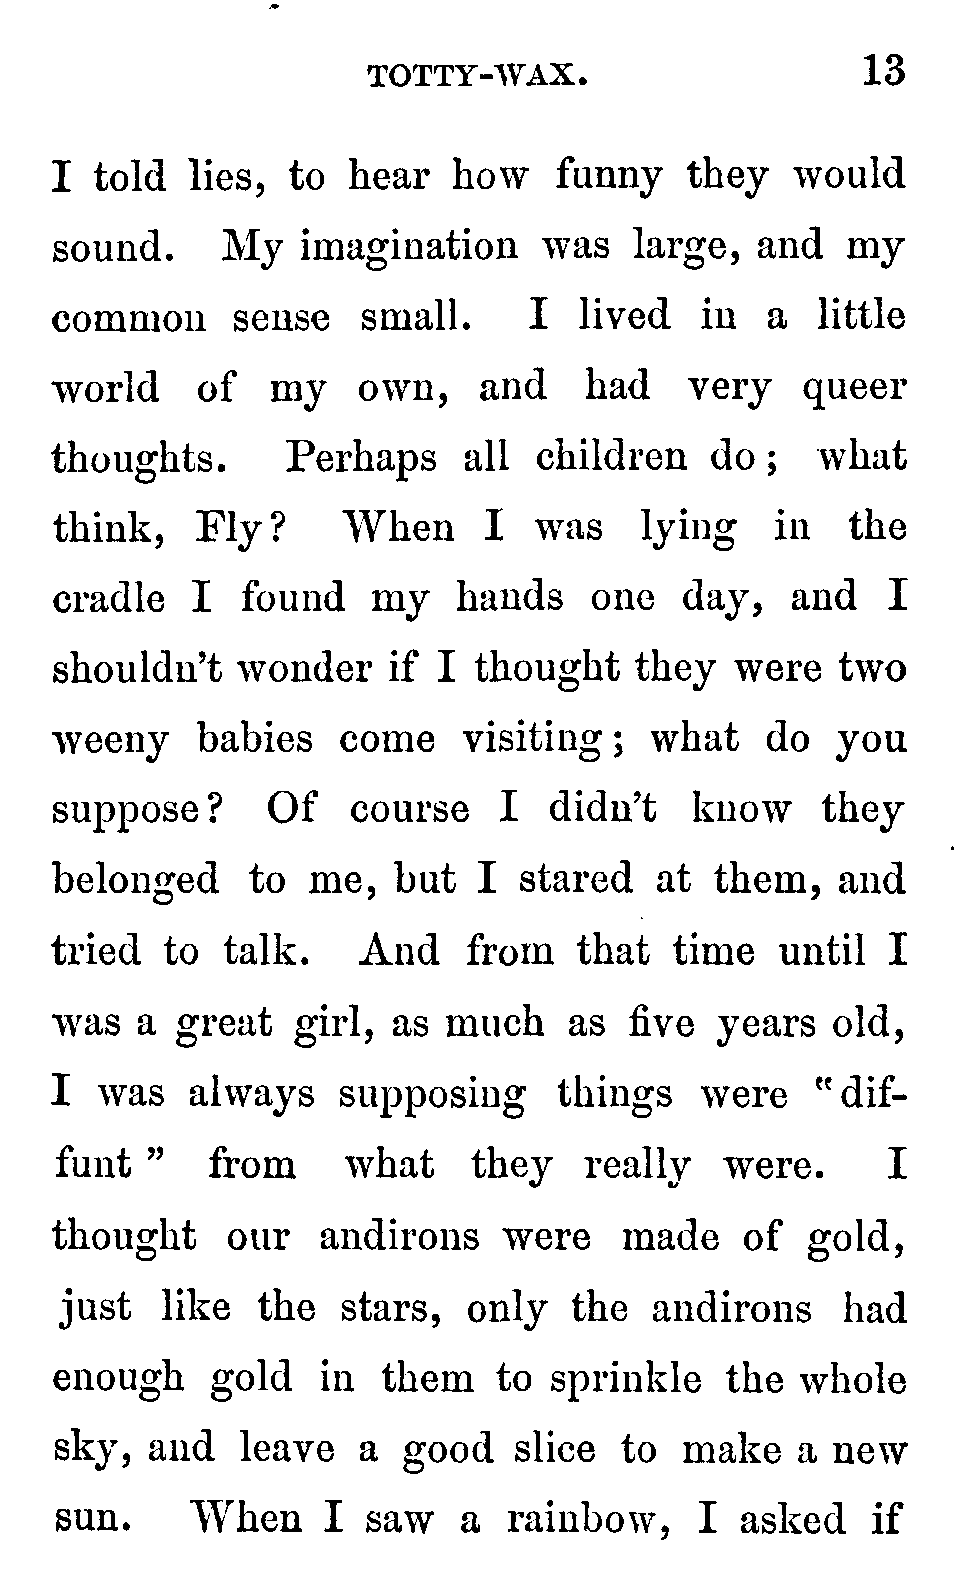 TOTTY-WAX. 13
I told lies, to hear how funny they would
sound. My imagination was large, and my
common sense small. I lived in a little
world of my own, and had very queer
thoughts. Perhaps all children do; what
think, Fly? When I was lying in the
cradle I found my hands one day, and I
shouldn't wonder if I thought they were two
weeny babies come visiting; what do you
suppose? Of course I didn't know they
belonged to me, but I stared at them, and
tried to talk. And from that time until I
was a great girl, as much as five years old,
I was always supposing things were "dif-
funt" from what they really were. I
thought our andirons were made of gold,
just like the stars, only the andirons had
enough gold in them to sprinkle the whole
sky, and leave a good slice to make a new
sun. When I saw a rainbow, I asked if